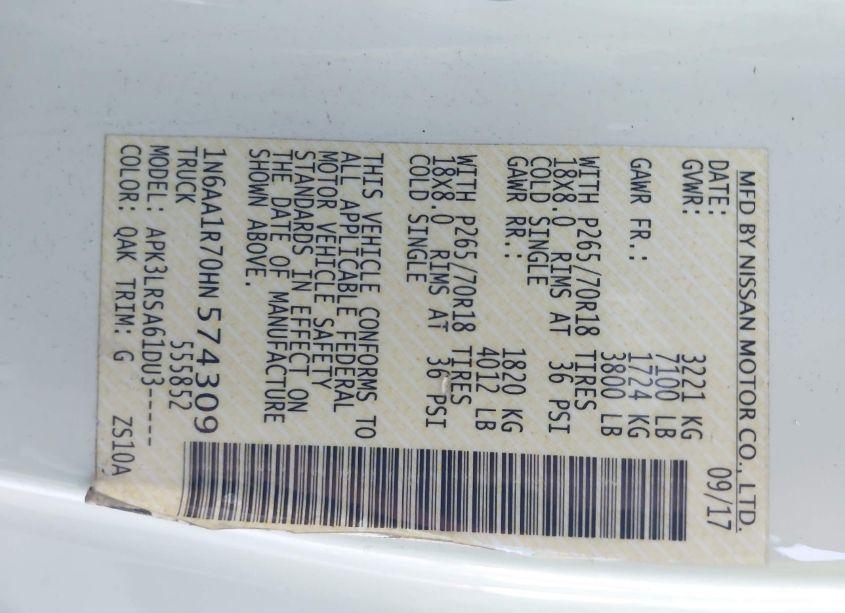 MFD BY NISSAN MOTOR CO., LTD.
DATE: 09/17
GVWR: 3221 KG
7100 LB
GAWR FR.: 1724 KG
3800 LB
WITH P265/70R18 TIRES
18X8.0 RIMS AT 36 PSI
COLD SINGLE
GAWR RR.: 1820 KG
4012 LB
WITH P265/70R18 TIRES
18X8.0 RIMS AT 36 PSI
COLD SINGLE
THIS VEHICLE CONFORMS TO
ALL APPLICABLE FEDERAL
MOTOR VEHICLE SAFETY
STANDARDS IN EFFECT ON
THE DATE OF MANUFACTURE
SHOWN ABOVE.
1N6AA1R70HN574309
TRUCK 555852
MODEL: APK3LRSA61DU3-----
COLOR: QAK TRIM: G ZS10A